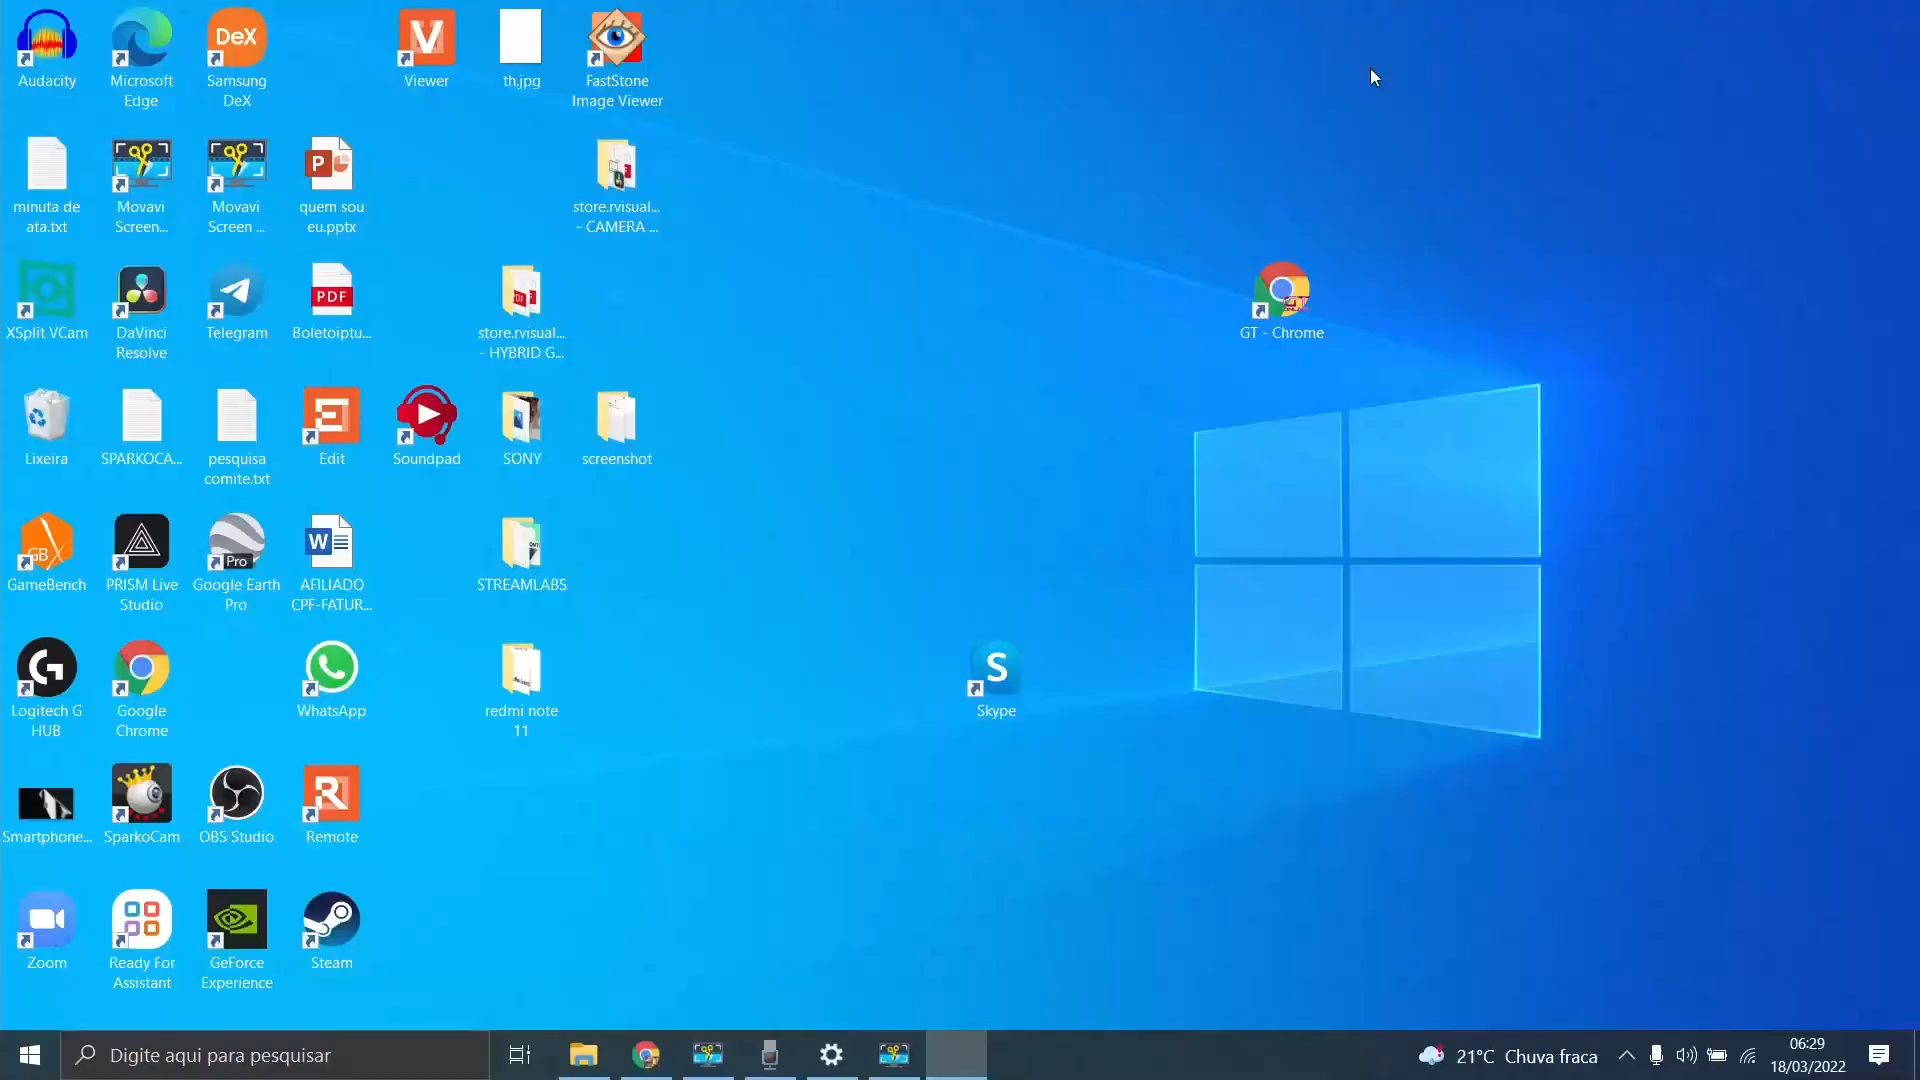 DeX
Audacity
Microsoft
Edge
Samsung
DeX
Viewer
th.jpg
FastStone
Image Viewer
minuta de
ata.txt
Movavi
Screen...
Movavi
Screen ...
quem sou
eu.pptx
store.rvisual...
- CAMERA ...
XSplit VCam
DaVinci
Resolve
Telegram
PDF
Boletoiptu...
store.rvisual...
- HYBRID G...
GT - Chrome
Lixeira
SPARKOCA...
pesquisa
comite.txt
Edit
Soundpad
SONY
screenshot
GB
GameBench
PRISM Live
Studio
Pro
Google Earth
Pro
AFILIADO
CPF-FATUR...
STREAMLABS
Logitech G
HUB
Google
Chrome
WhatsApp
redmi note
11
Skype
Smartphone...
SparkoCam
OBS Studio
Remote
Zoom
Ready For
Assistant
GeForce
Experience
Steam
Digite aqui para pesquisar
21°C Chuva fraca
06:29
18/03/2022